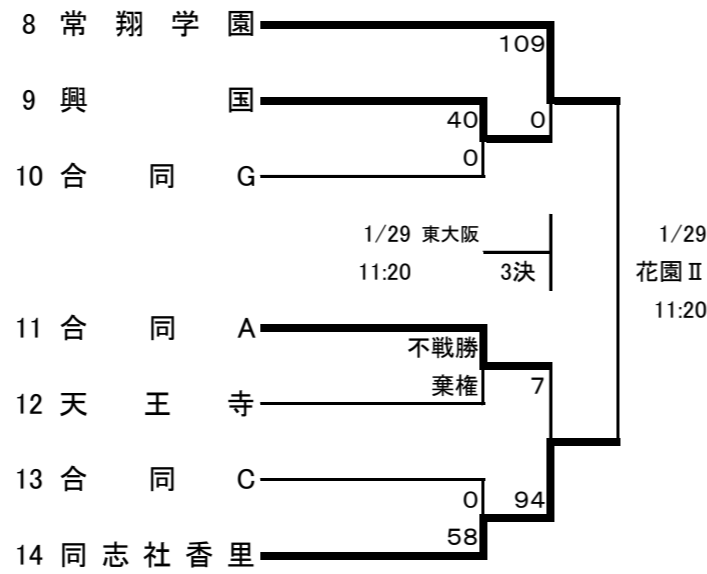 8 常翔学園
109
9 興国
40 0
0
10 合同G
1/29 東大阪 1/29
11:20 3決 花園Ⅱ
11:20
11 合同A
不戦勝
棄権 7
12 天王寺
13 合同C
0 94
58
14 同志社香里